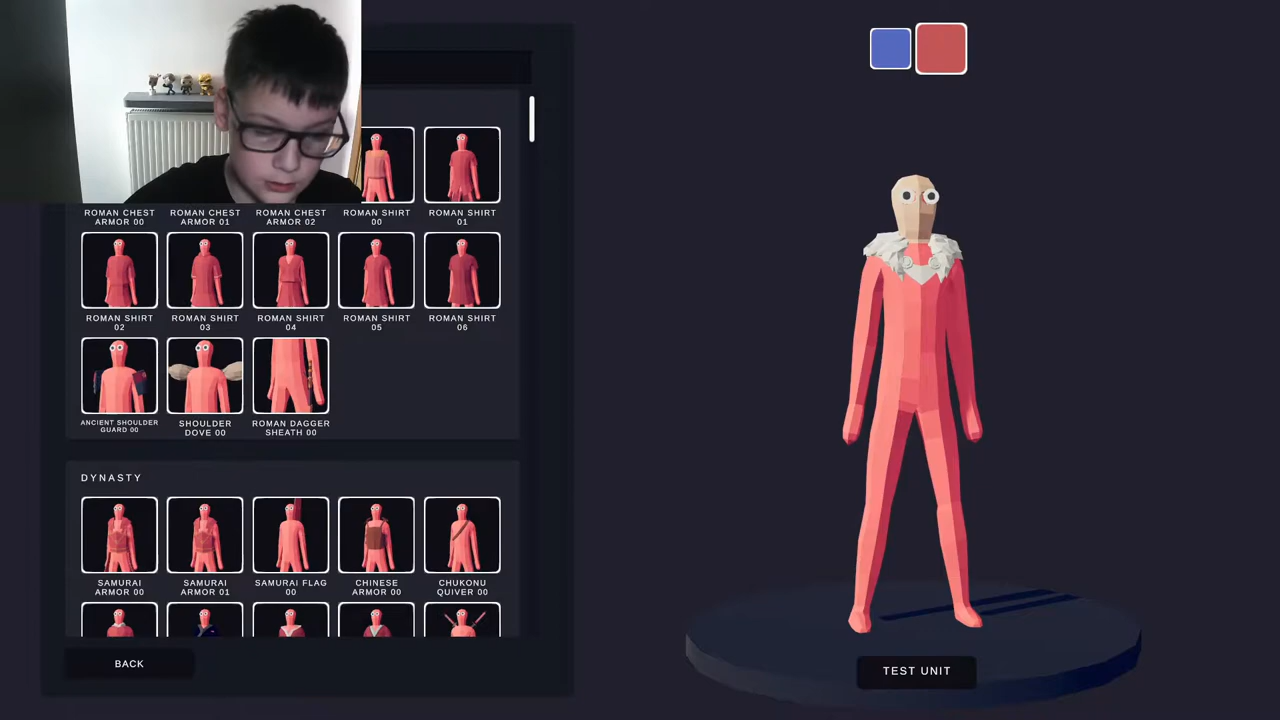 ROMAN CHEST
ARMOR 00
ROMAN CHEST
ARMOR 01
ROMAN CHEST
ARMOR 02
ROMAN SHIRT
00
ROMAN SHIRT
01
ROMAN SHIRT
02
ROMAN SHIRT
03
ROMAN SHIRT
04
ROMAN SHIRT
05
ROMAN SHIRT
06
ANCIENT SHOULDER
GUARD 00
SHOULDER
DOVE 00
ROMAN DAGGER
SHEATH 00
DYNASTY
SAMURAI
ARMOR 00
SAMURAI
ARMOR 01
SAMURAI FLAG
00
CHINESE
ARMOR 00
CHUKONU
QUIVER 00
BACK
TEST UNIT